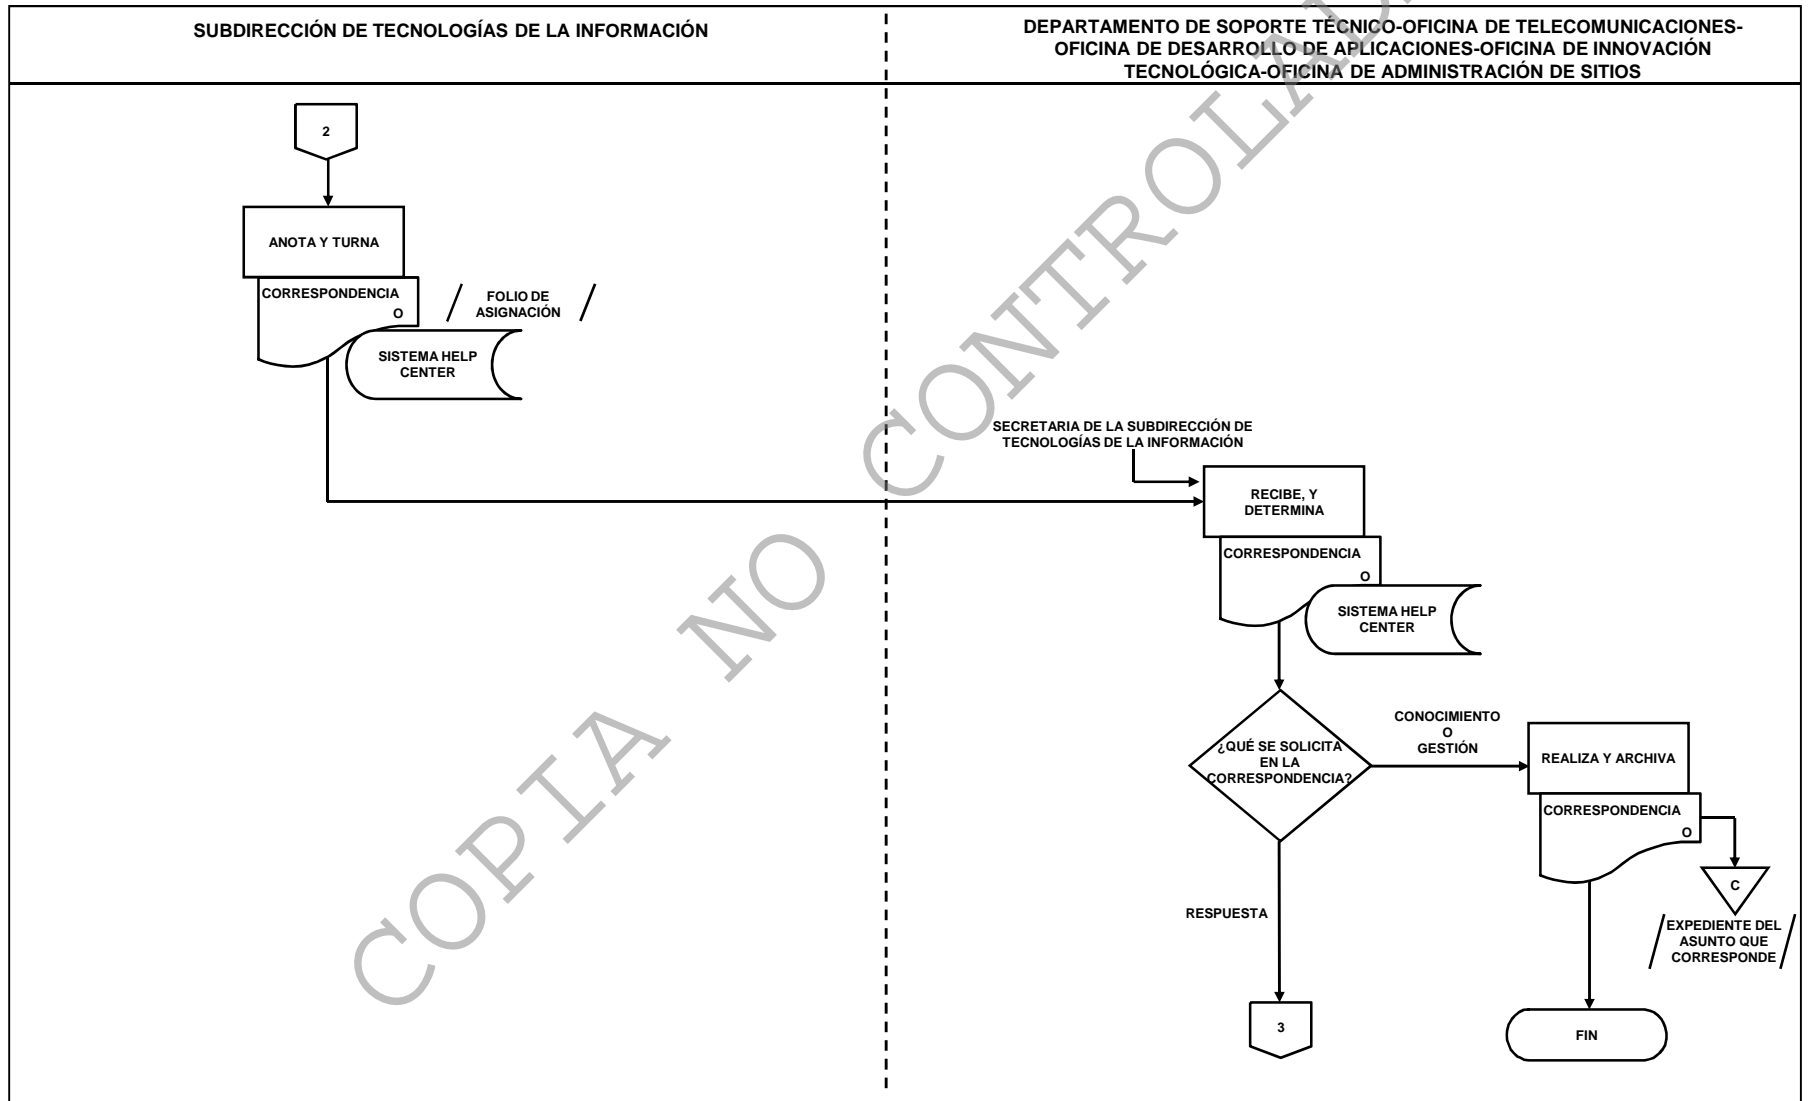 SUBDIRECCIÓN DE TECNOLOGÍAS DE LA INFORMACIÓN
DEPARTAMENTO DE SOPORTE TÉCNICO-OFICINA DE TELECOMUNICACIONES-
OFICINA DE DESARROLLO DE APLICACIONES-OFICINA DE INNOVACIÓN
TECNOLÓGICA-OFICINA DE ADMINISTRACIÓN DE SITIOS
2
ANOTA Y TURNA
CORRESPONDENCIA
O
/ FOLIO DE /
ASIGNACIÓN
SISTEMA HELP
CENTER
SECRETARIA DE LA SUBDIRECCIÓN DE
TECNOLOGÍAS DE LA INFORMACIÓN
RECIBE, Y
DETERMINA
CORRESPONDENCIA
O
SISTEMA HELP
CENTER
¿QUÉ SE SOLICITA
EN LA
CORRESPONDENCIA?
CONOCIMIENTO
O
GESTIÓN
REALIZA Y ARCHIVA
CORRESPONDENCIA
O
C
/ EXPEDIENTE DEL /
ASUNTO QUE
CORRESPONDE
RESPUESTA
3
FIN
COPIA NO CONTROLAD